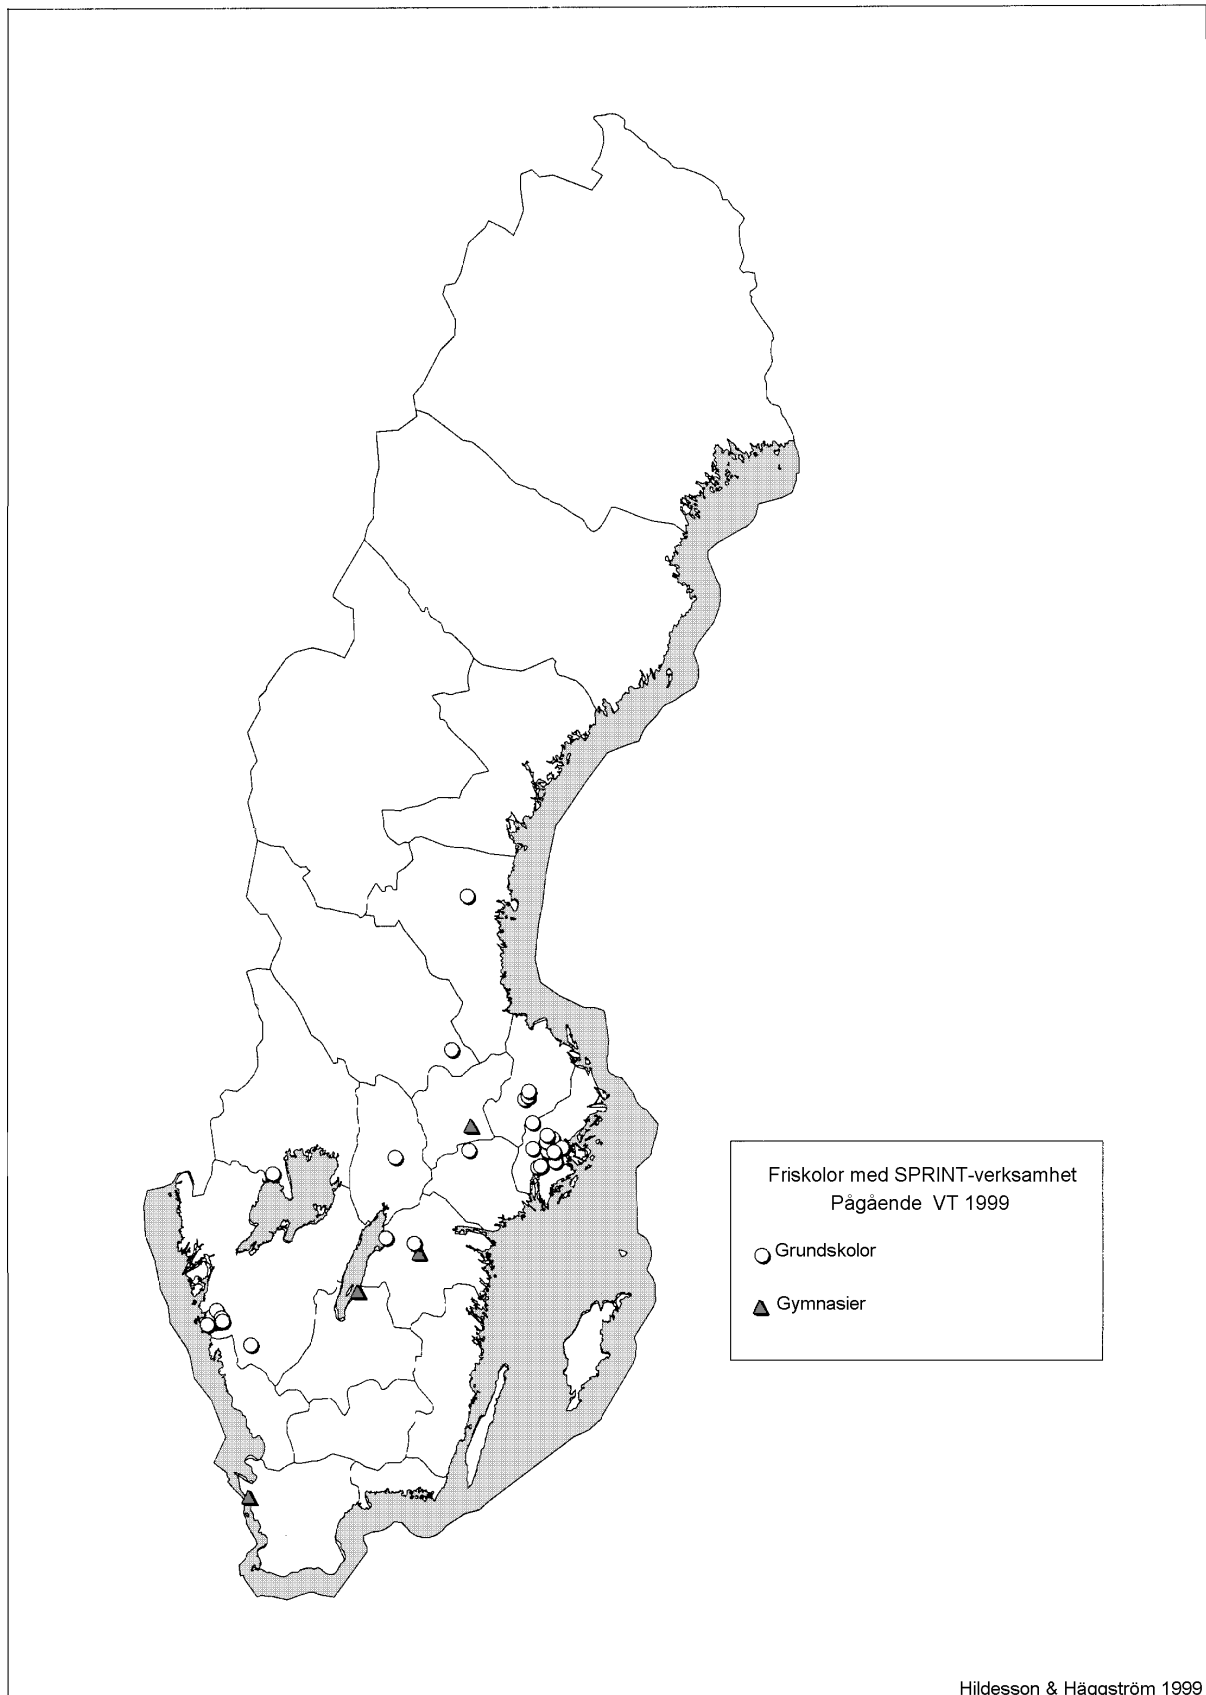 Friskolor med SPRINT-verksamhet
Pågående VT 1999
Grundskolor
Gymnasier
Hildesson & Häggström 1999